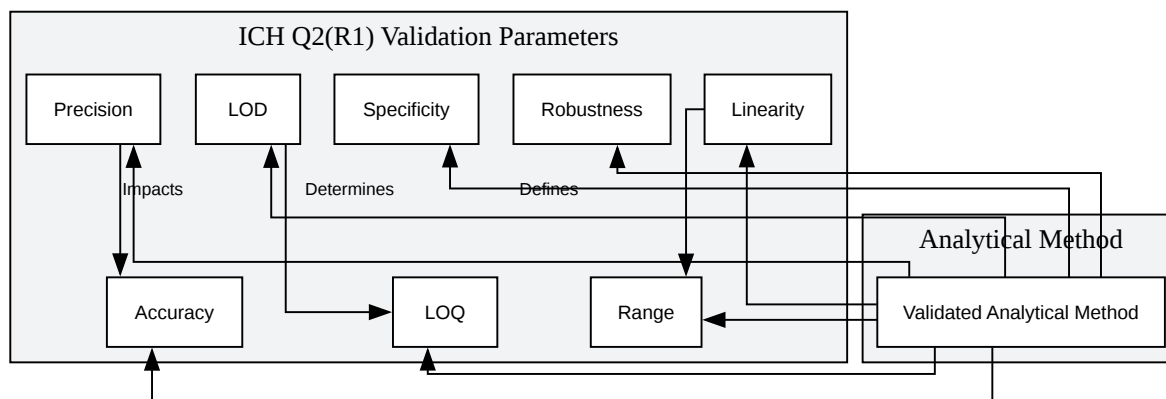 ICH Q2(R1) Validation Parameters
Precision
LOD
Specificity
Robustness
Linearity
Impacts
Determines
Defines
Analytical Method
Accuracy
LOQ
Range
Validated Analytical Method